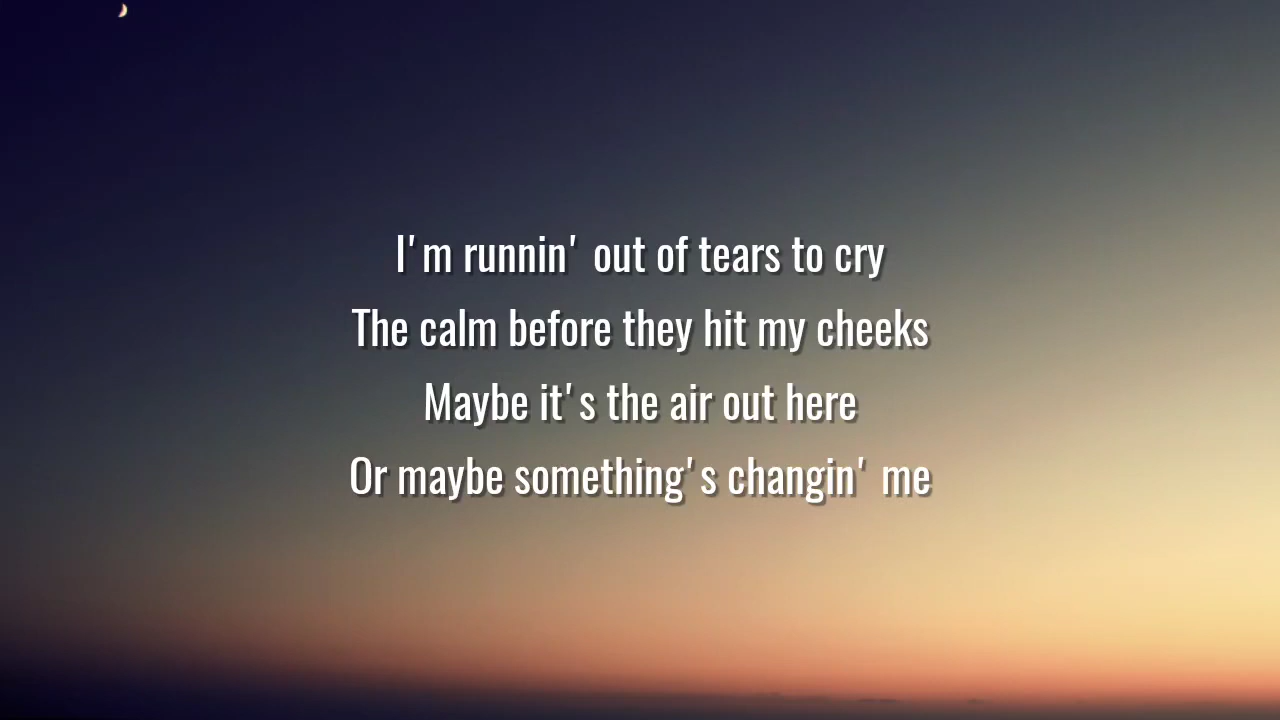 I'm runnin' out of tears to cry
The calm before they hit my cheeks
Maybe it's the air out here
Or maybe something's changin' me